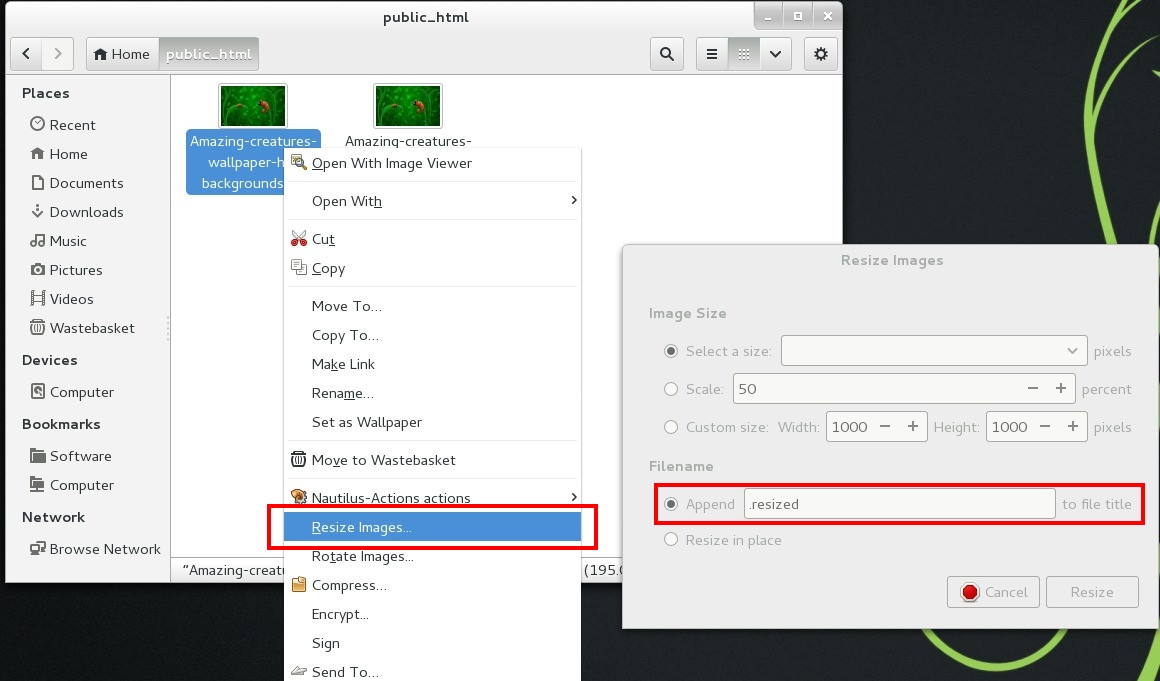 public_html
Home
public_html
Places
Recent
Home
Documents
Downloads
Music
Pictures
Videos
Wastebasket
Devices
Computer
Bookmarks
Software
Computer
Network
Browse Network
Amazing-creatures-
wallpaper-h
backgrounds
Amazing-creatures-
Open With Image Viewer
Open With
Cut
Copy
Move To...
Copy To...
Make Link
Rename...
Set as Wallpaper
Move to Wastebasket
Nautilus-Actions actions
Resize Images...
Rotate Images...
Compress...
Encrypt...
Sign
Send To...
"Amazing-creatu
(195.0
Resize Images
Image Size
Select a size: pixels
Scale: 50 − + percent
Custom size: Width: 1000 − + Height: 1000 − + pixels
Filename
Append .resized to file title
Resize in place
Cancel Resize